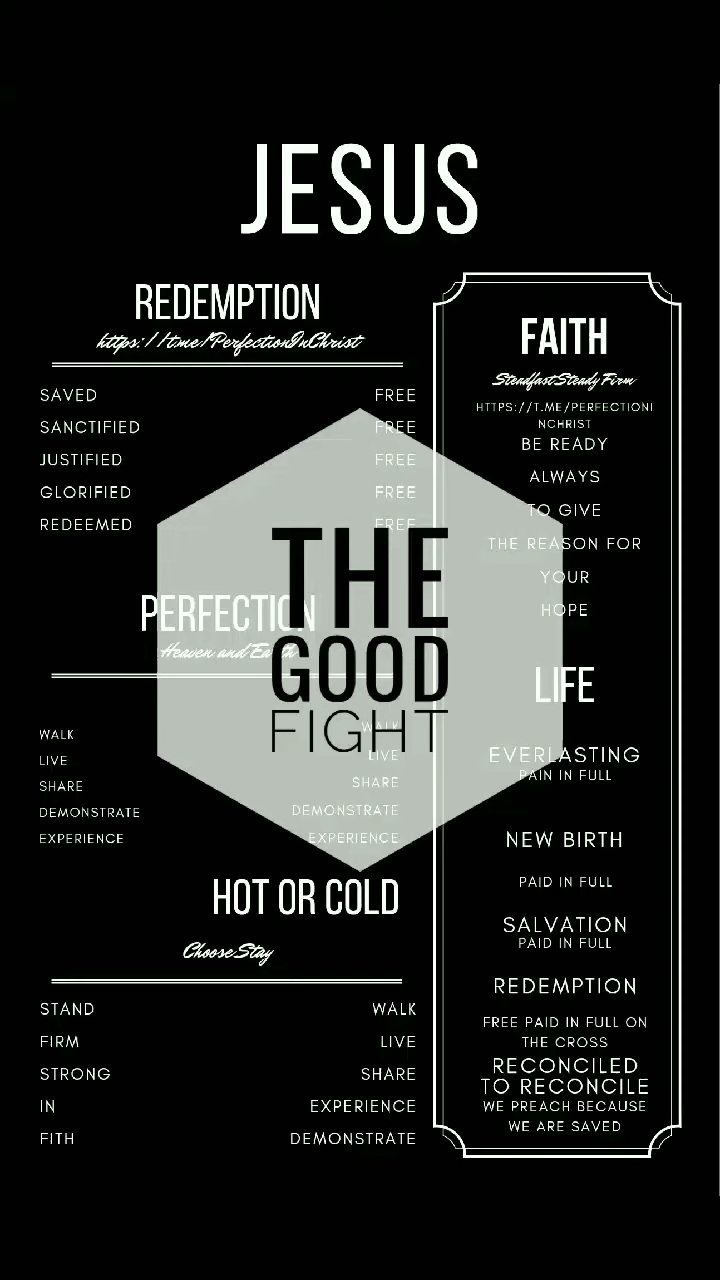 JESUS
REDEMPTION
https://t.me/PerfectionInChrist
SAVED FREE
SANCTIFIED FREE
JUSTIFIED FREE
GLORIFIED FREE
REDEEMED FREE
PERFECTION
Heaven and Earth
WALK WALK
LIVE LIVE
SHARE SHARE
DEMONSTRATE DEMONSTRATE
EXPERIENCE EXPERIENCE
HOT OR COLD
Choose Stay
STAND WALK
FIRM LIVE
STRONG SHARE
IN EXPERIENCE
FITH DEMONSTRATE
THE
GOOD
FIGHT
FAITH
Steadfast Steady Firm
HTTPS://T.ME/PERFECTIONI
NCHRIST
BE READY
ALWAYS
TO GIVE
THE REASON FOR
YOUR
HOPE
LIFE
EVERLASTING
PAIN IN FULL
NEW BIRTH
PAID IN FULL
SALVATION
PAID IN FULL
REDEMPTION
FREE PAID IN FULL ON
THE CROSS
RECONCILED
TO RECONCILE
WE PREACH BECAUSE
WE ARE SAVED